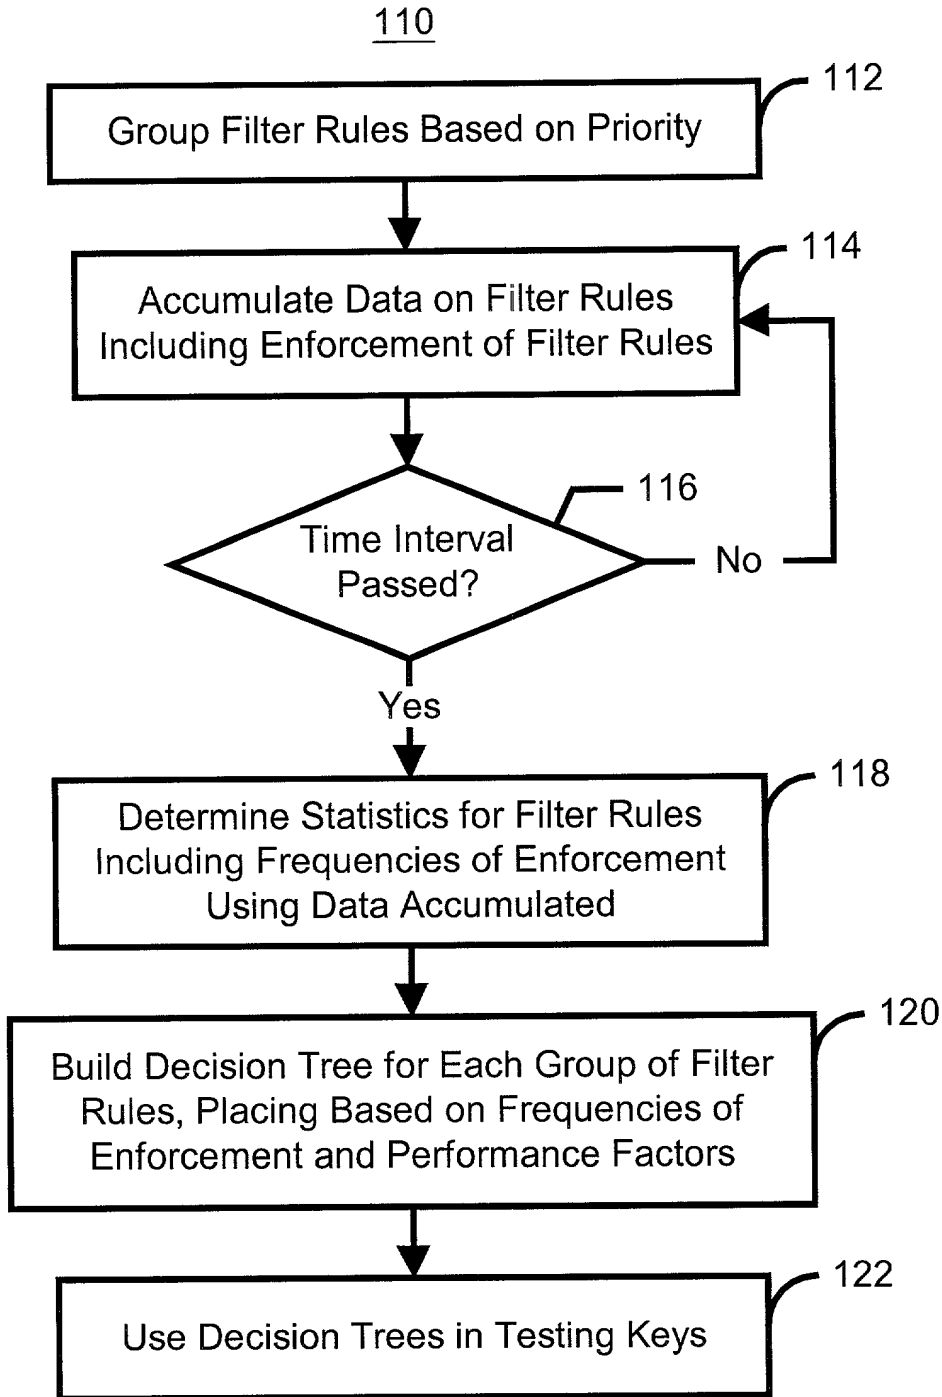 110
112
Group Filter Rules Based on Priority
114
Accumulate Data on Filter Rules
Including Enforcement of Filter Rules
116
Time Interval
Passed?
No
Yes
118
Determine Statistics for Filter Rules
Including Frequencies of Enforcement
Using Data Accumulated
120
Build Decision Tree for Each Group of Filter
Rules, Placing Based on Frequencies of
Enforcement and Performance Factors
122
Use Decision Trees in Testing Keys